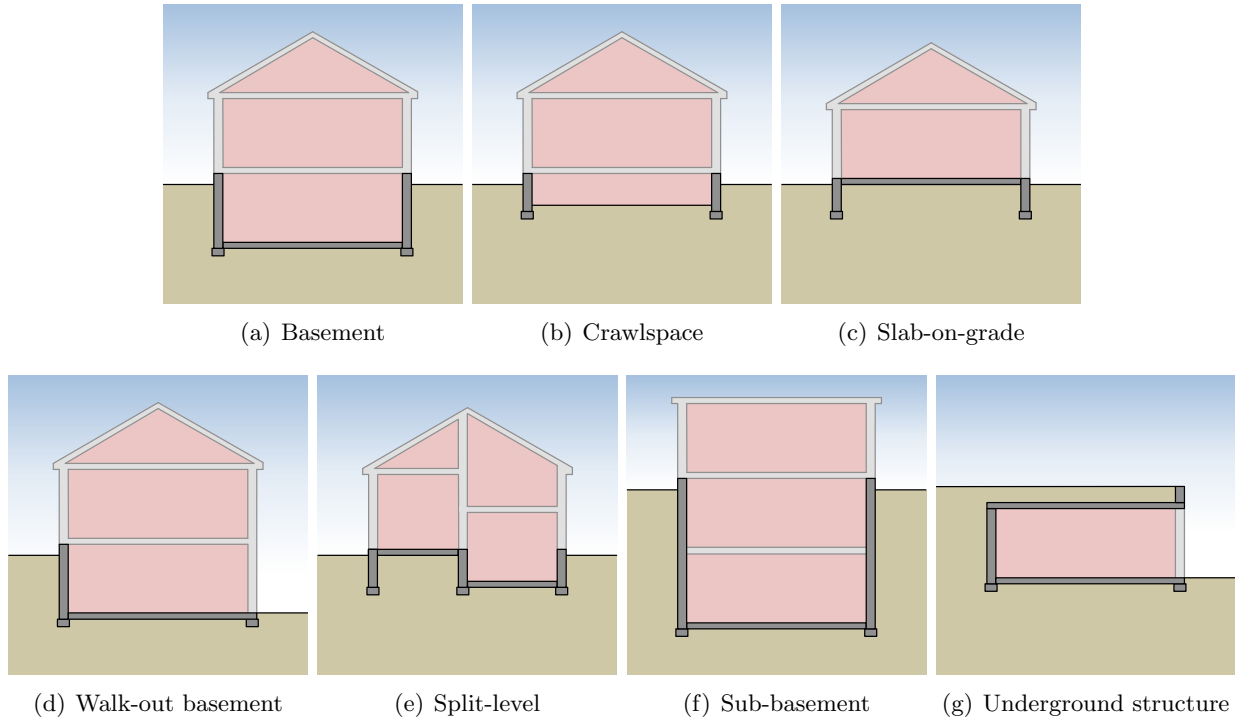 (a) Basement
(b) Crawlspace
(c) Slab-on-grade
(d) Walk-out basement
(e) Split-level
(f) Sub-basement
(g) Underground structure